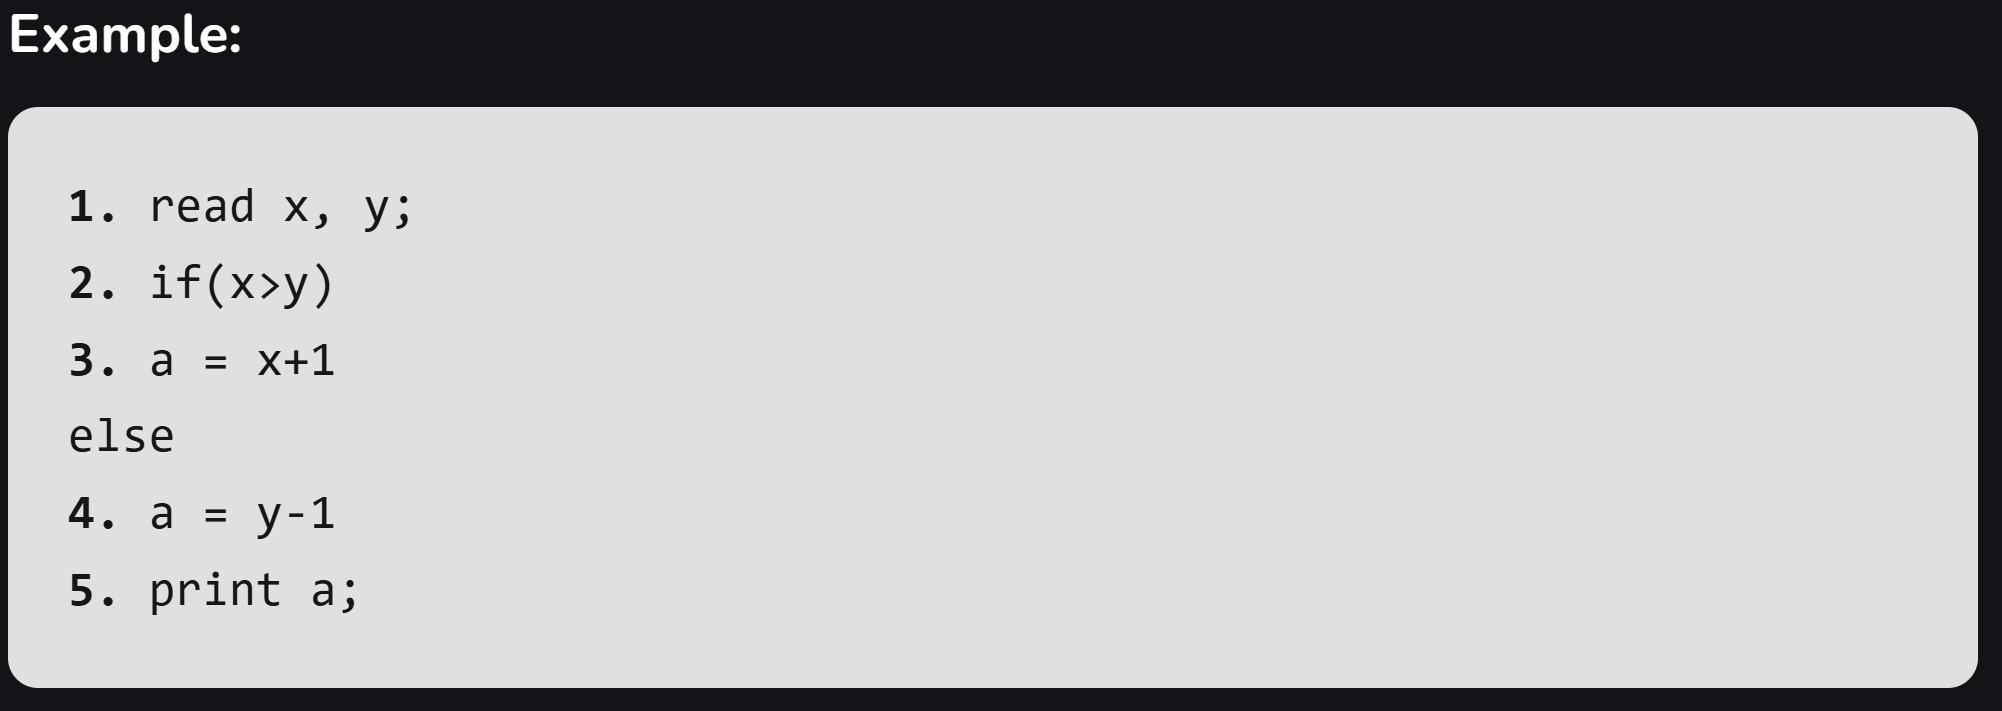 Example:
1. read x, y;
2. if(x>y)
3. a = x+1
else
4. a = y-1
5. print a;